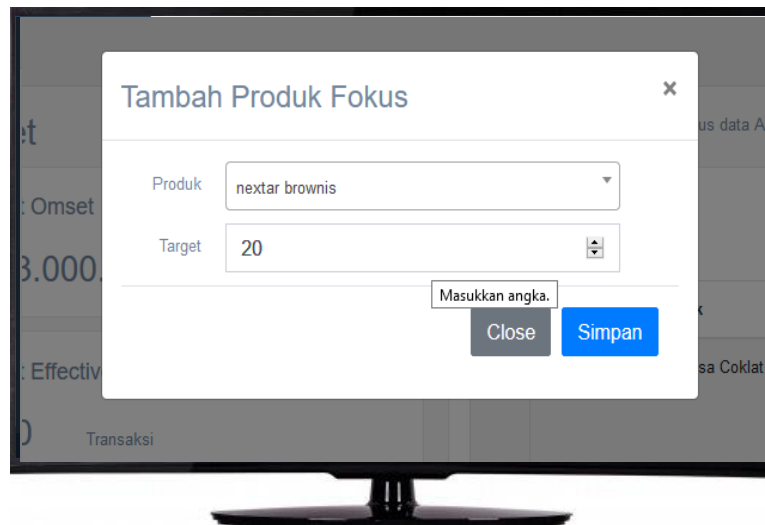 Tambah Produk Fokus
×
et
us data A
Produk
nextar brownis
Omset
Target
20
3.000.
Masukkan angka.
Close
Simpan
Effectiv
sa Coklat
Transaksi